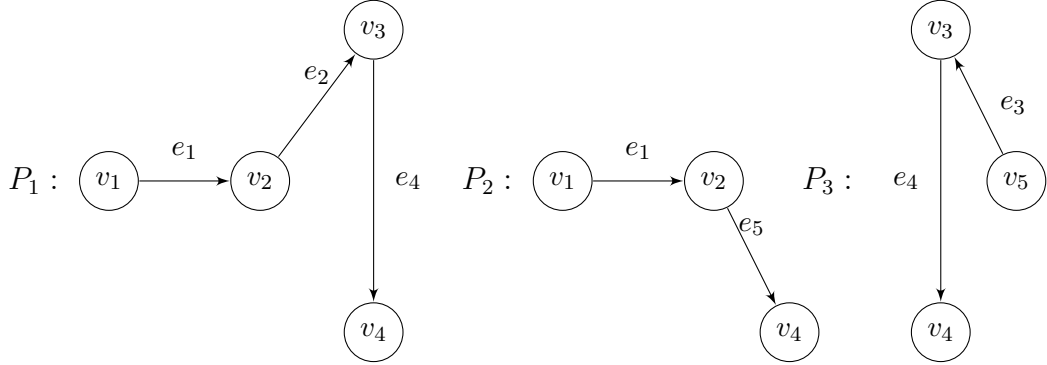 v₃
v₃
e₂
e₃
e₁
e₁
P₁ : v₁ v₂ e₄
P₂ : v₁ v₂
P₃ : e₄ v₅
e₅
v₄
v₄
v₄